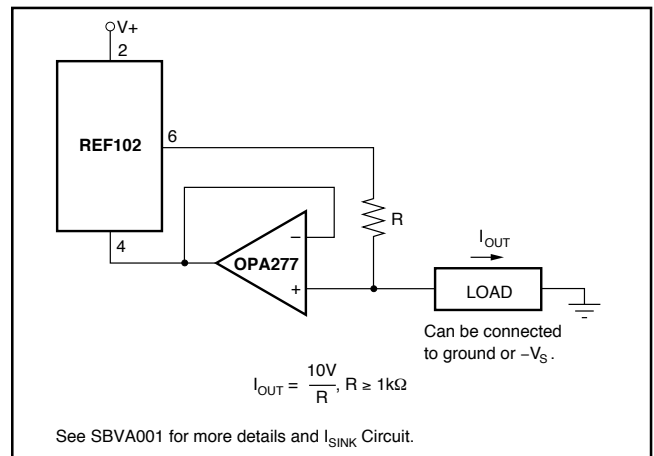 V+
2
REF102
6
R
4
−
OPA277
+
I_OUT
LOAD
Can be connected
to ground or −V_S.
I_OUT = 10V/R, R ≥ 1kΩ
See SBVA001 for more details and I_SINK Circuit.